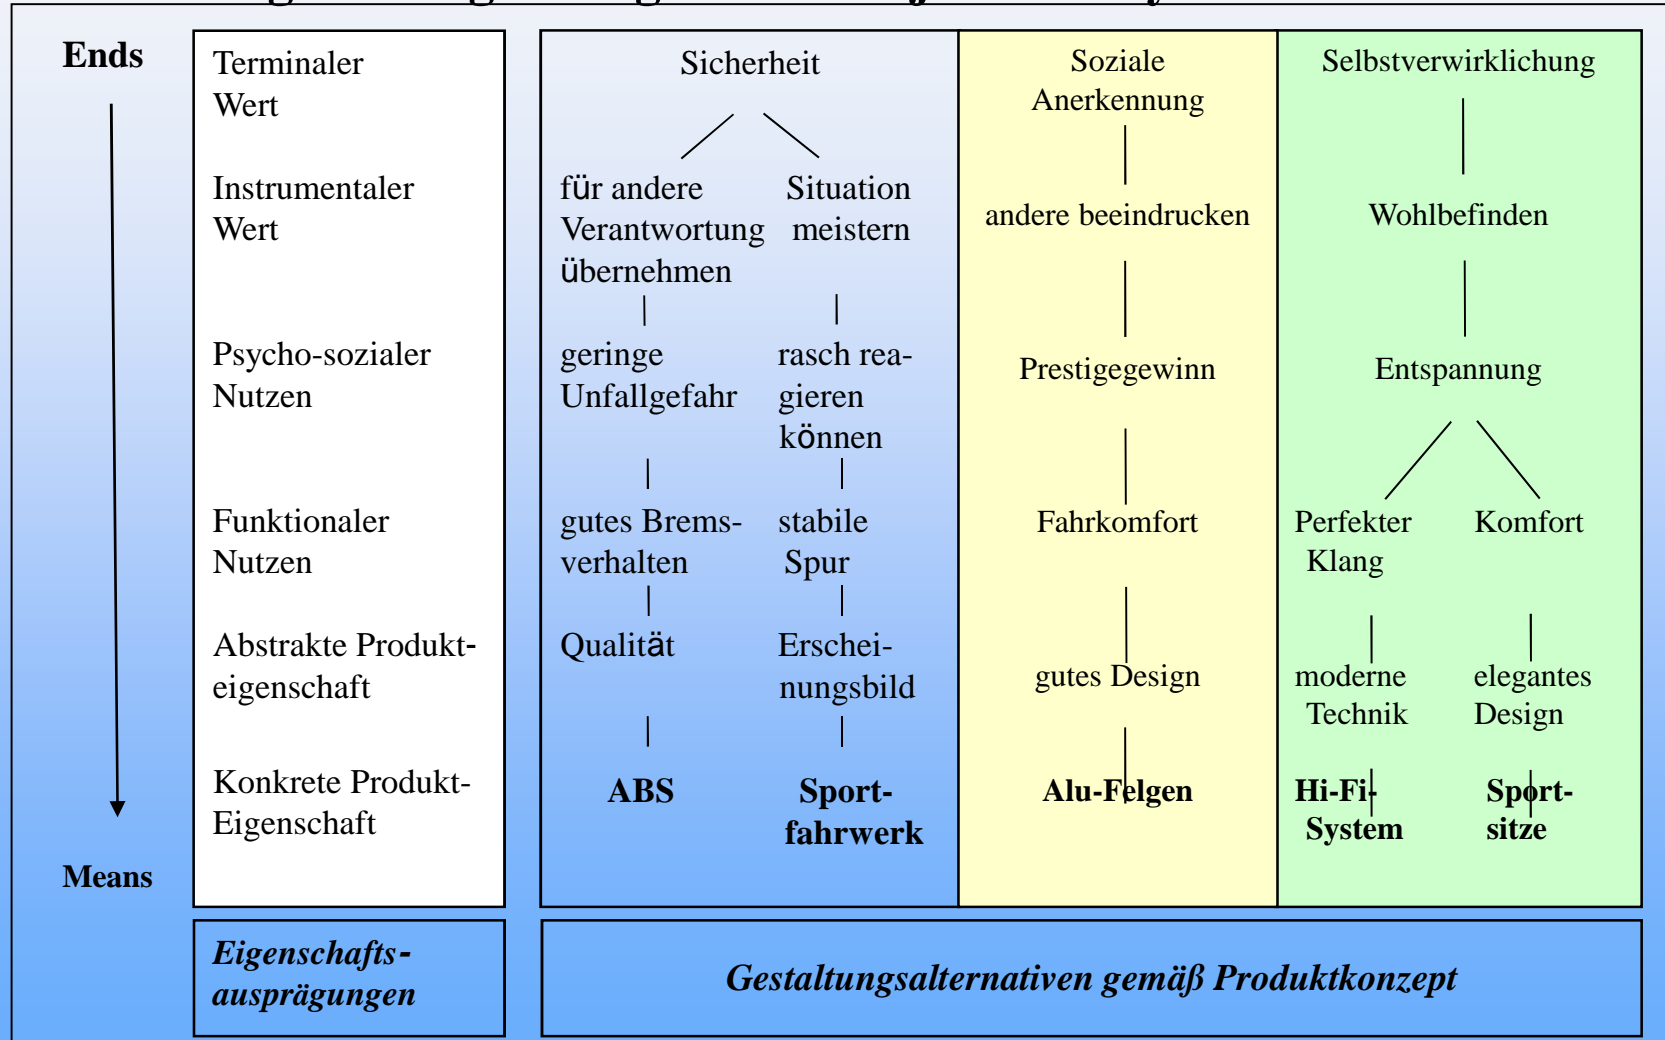 Ends
Terminaler
Wert
Instrumentaler
Wert
Psycho-sozialer
Nutzen
Funktionaler
Nutzen
Abstrakte Produkt-
eigenschaft
Konkrete Produkt-
Eigenschaft
Means
Sicherheit
für andere
Verantwortung
übernehmen
geringe
Unfallgefahr
gutes Brems-
verhalten
Qualität
ABS
Situation
meistern
rasch rea-
gieren
können
stabile
Spur
Erschei-
nungsbild
Sport-
fahrwerk
Soziale
Anerkennung
andere beeindrucken
Prestigegewinn
Fahrkomfort
gutes Design
Alu-Felgen
Selbstverwirklichung
Wohlbefinden
Entspannung
Perfekter
Klang
moderne
Technik
Hi-Fi-
System
Komfort
elegantes
Design
Sport-
sitze
Eigenschafts-
ausprägungen
Gestaltungsalternativen gemäß Produktkonzept